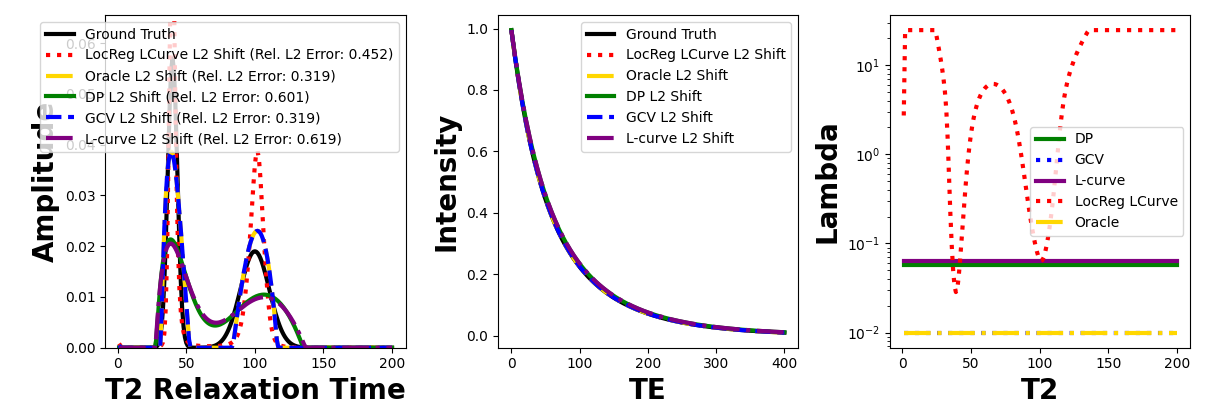 Amplitude
0.06
0.05
0.04
0.03
0.02
0.01
0.00
Ground Truth
LocReg LCurve L2 Shift (Rel. L2 Error: 0.452)
Oracle L2 Shift (Rel. L2 Error: 0.319)
DP L2 Shift (Rel. L2 Error: 0.601)
GCV L2 Shift (Rel. L2 Error: 0.319)
L-curve L2 Shift (Rel. L2 Error: 0.619)
0 50 100 150 200
T2 Relaxation Time
Intensity
1.0
0.8
0.6
0.4
0.2
0.0
Ground Truth
LocReg LCurve L2 Shift
Oracle L2 Shift
DP L2 Shift
GCV L2 Shift
L-curve L2 Shift
0 100 200 300 400
TE
Lambda
10¹
10⁰
10⁻¹
10⁻²
DP
GCV
L-curve
LocReg LCurve
Oracle
0 50 100 150 200
T2